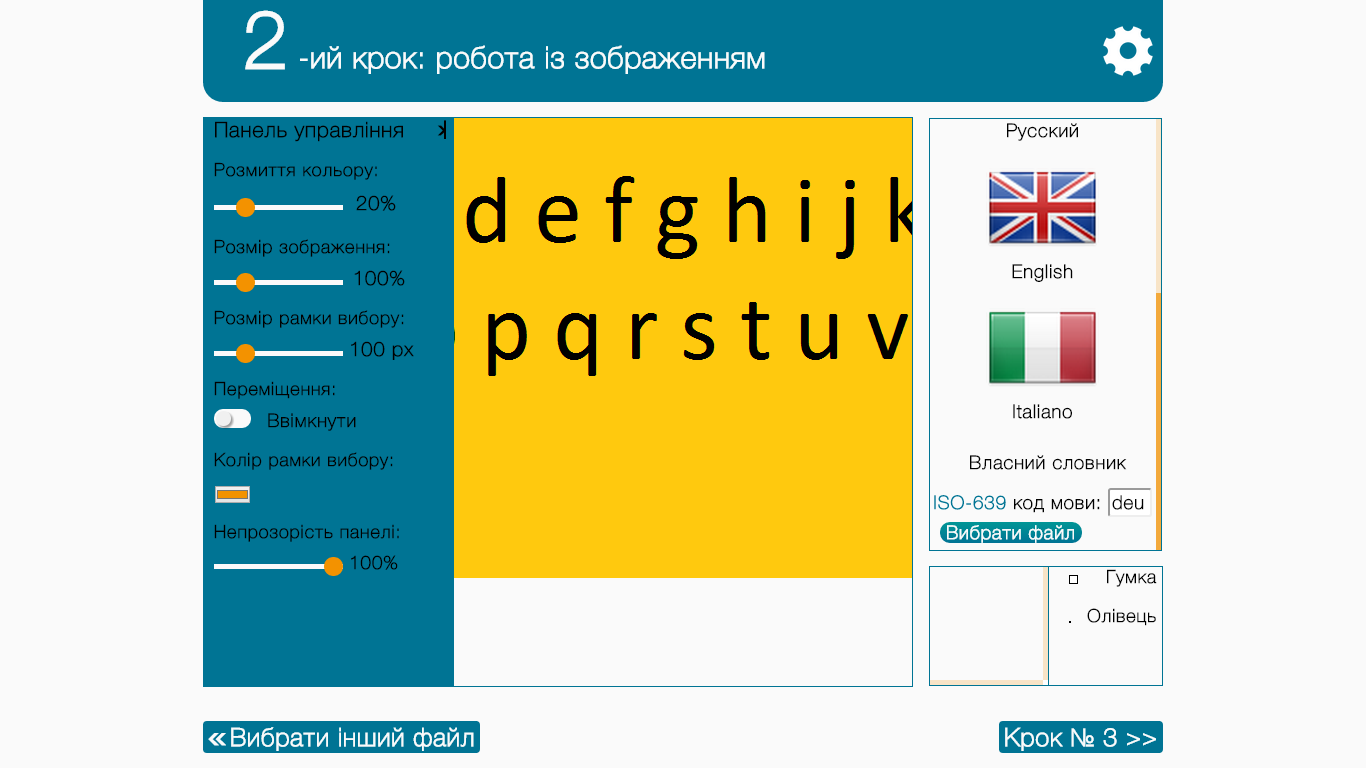 2 -ий крок: робота із зображенням
Панель управління
Розмиття кольору:
20%
Розмір зображення:
100%
Розмір рамки вибору:
100 px
Переміщення:
Ввімкнути
Колір рамки вибору:
Непрозорість панелі:
100%
d e f g h i j k
p q r s t u v
Русский
English
Italiano
Власний словник
ISO-639 код мови: deu
Вибрати файл
Гумка
Олівець
«Вибрати інший файл
Крок № 3 >>